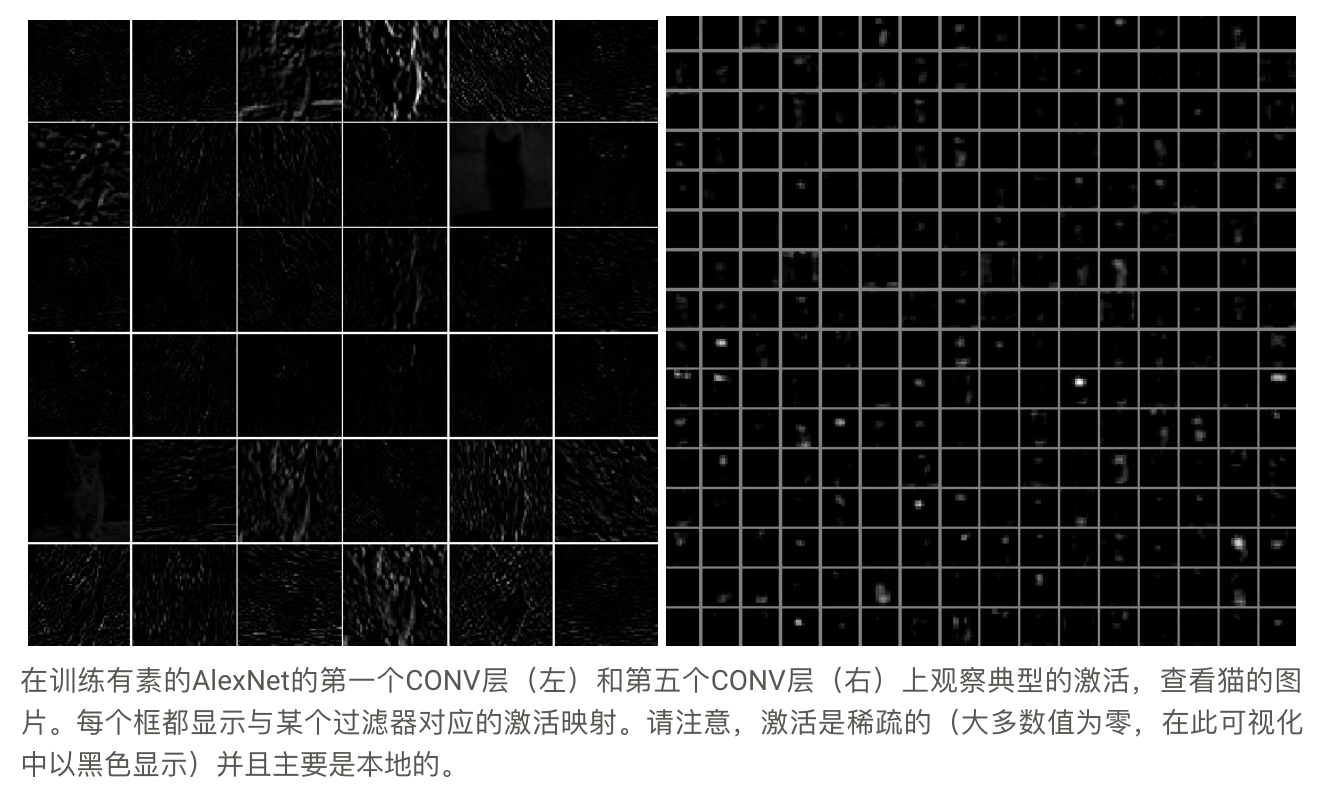 在训练有素的AlexNet的第一个CONV层（左）和第五个CONV层（右）上观察典型的激活，查看猫的图
片。每个框都显示与某个过滤器对应的激活映射。请注意，激活是稀疏的（大多数值为零，在此可视化
中以黑色显示）并且主要是本地的。